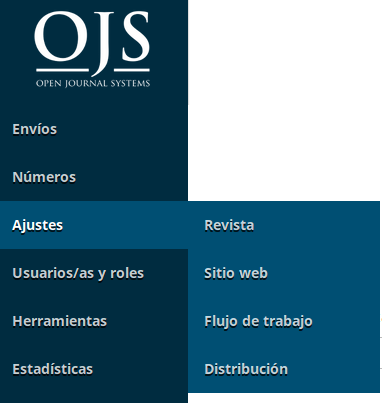 OJS
OPEN JOURNAL SYSTEMS
Envíos
Números
Ajustes
Revista
Usuarios/as y roles
Sitio web
Herramientas
Flujo de trabajo
Estadísticas
Distribución